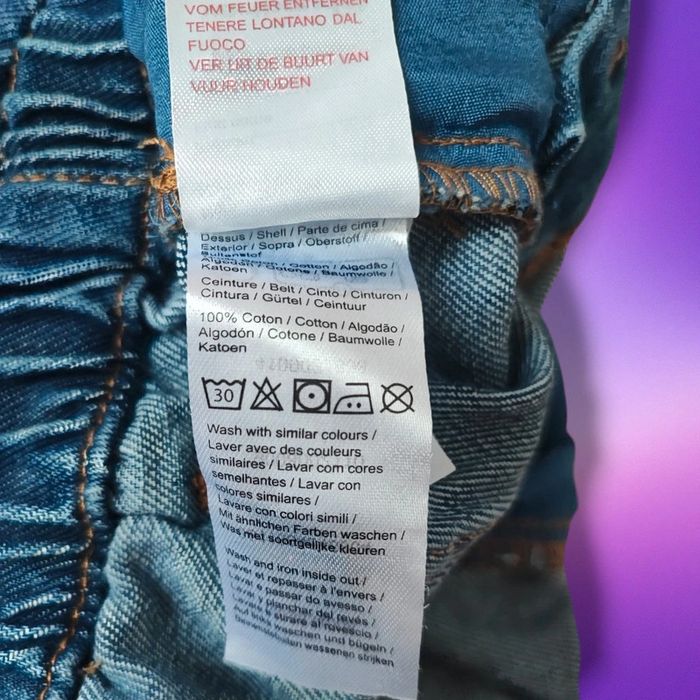 VOM FEUER ENTFERNEN
TENERE LONTANO DAL
FUOCO
VER UIT DE BUURT VAN
VUUR HOUDEN
Dessus / Shell / Parte de cima /
Exterior / Sopra / Oberstoff /
Buitenstof
Algodón / Cotone / Baumwolle /
Katoen
Ceinture / Belt / Cinto / Cinturon /
Cintura / Gürtel / Ceintuur
100% Coton / Cotton / Algodão /
Algodón / Cotone / Baumwolle /
Katoen
30
Wash with similar colours /
Laver avec des couleurs
similaires / Lavar com cores
semelhantes / Lavar con
colores similares /
Lavare con colori simili /
Mit ähnlichen Farben waschen /
Was met soortgelijke kleuren
Wash and iron inside out /
Laver et repasser à l'envers /
Lavar e passar do avesso /
Lavar y planchar del revés /
Lavare e stirare al rovescio /
Auf links waschen und bügeln /
Binnenstebuiten wassenen strijken